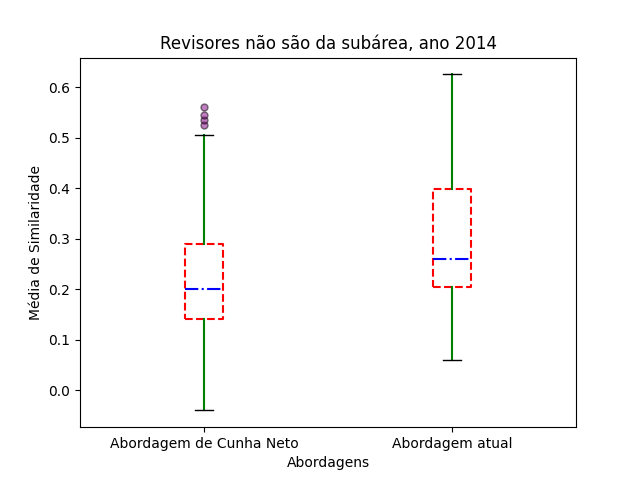 Revisores não são da subárea, ano 2014
Média de Similaridade
0.6
0.5
0.4
0.3
0.2
0.1
0.0
Abordagem de Cunha Neto
Abordagem atual
Abordagens